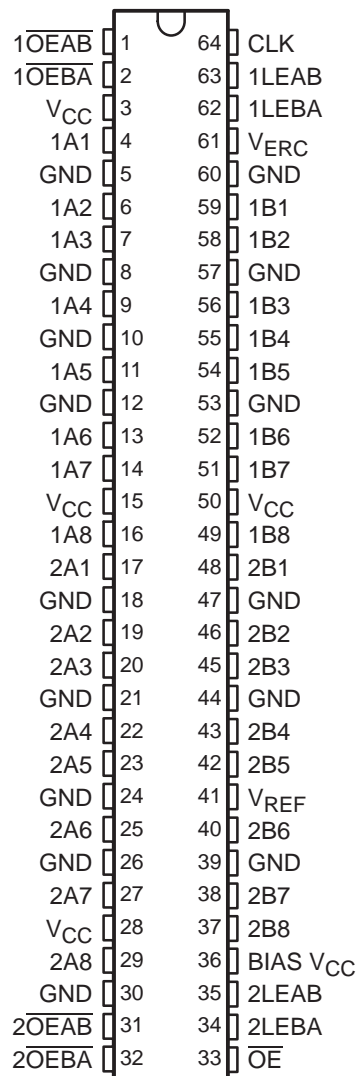 1O̅E̅A̅B̅ 1 64 CLK
1O̅E̅B̅A̅ 2 63 1LEAB
VCC 3 62 1LEBA
1A1 4 61 VERC
GND 5 60 GND
1A2 6 59 1B1
1A3 7 58 1B2
GND 8 57 GND
1A4 9 56 1B3
GND 10 55 1B4
1A5 11 54 1B5
GND 12 53 GND
1A6 13 52 1B6
1A7 14 51 1B7
VCC 15 50 VCC
1A8 16 49 1B8
2A1 17 48 2B1
GND 18 47 GND
2A2 19 46 2B2
2A3 20 45 2B3
GND 21 44 GND
2A4 22 43 2B4
2A5 23 42 2B5
GND 24 41 VREF
2A6 25 40 2B6
GND 26 39 GND
2A7 27 38 2B7
VCC 28 37 2B8
2A8 29 36 BIAS VCC
GND 30 35 2LEAB
2O̅E̅A̅B̅ 31 34 2LEBA
2O̅E̅B̅A̅ 32 33 O̅E̅